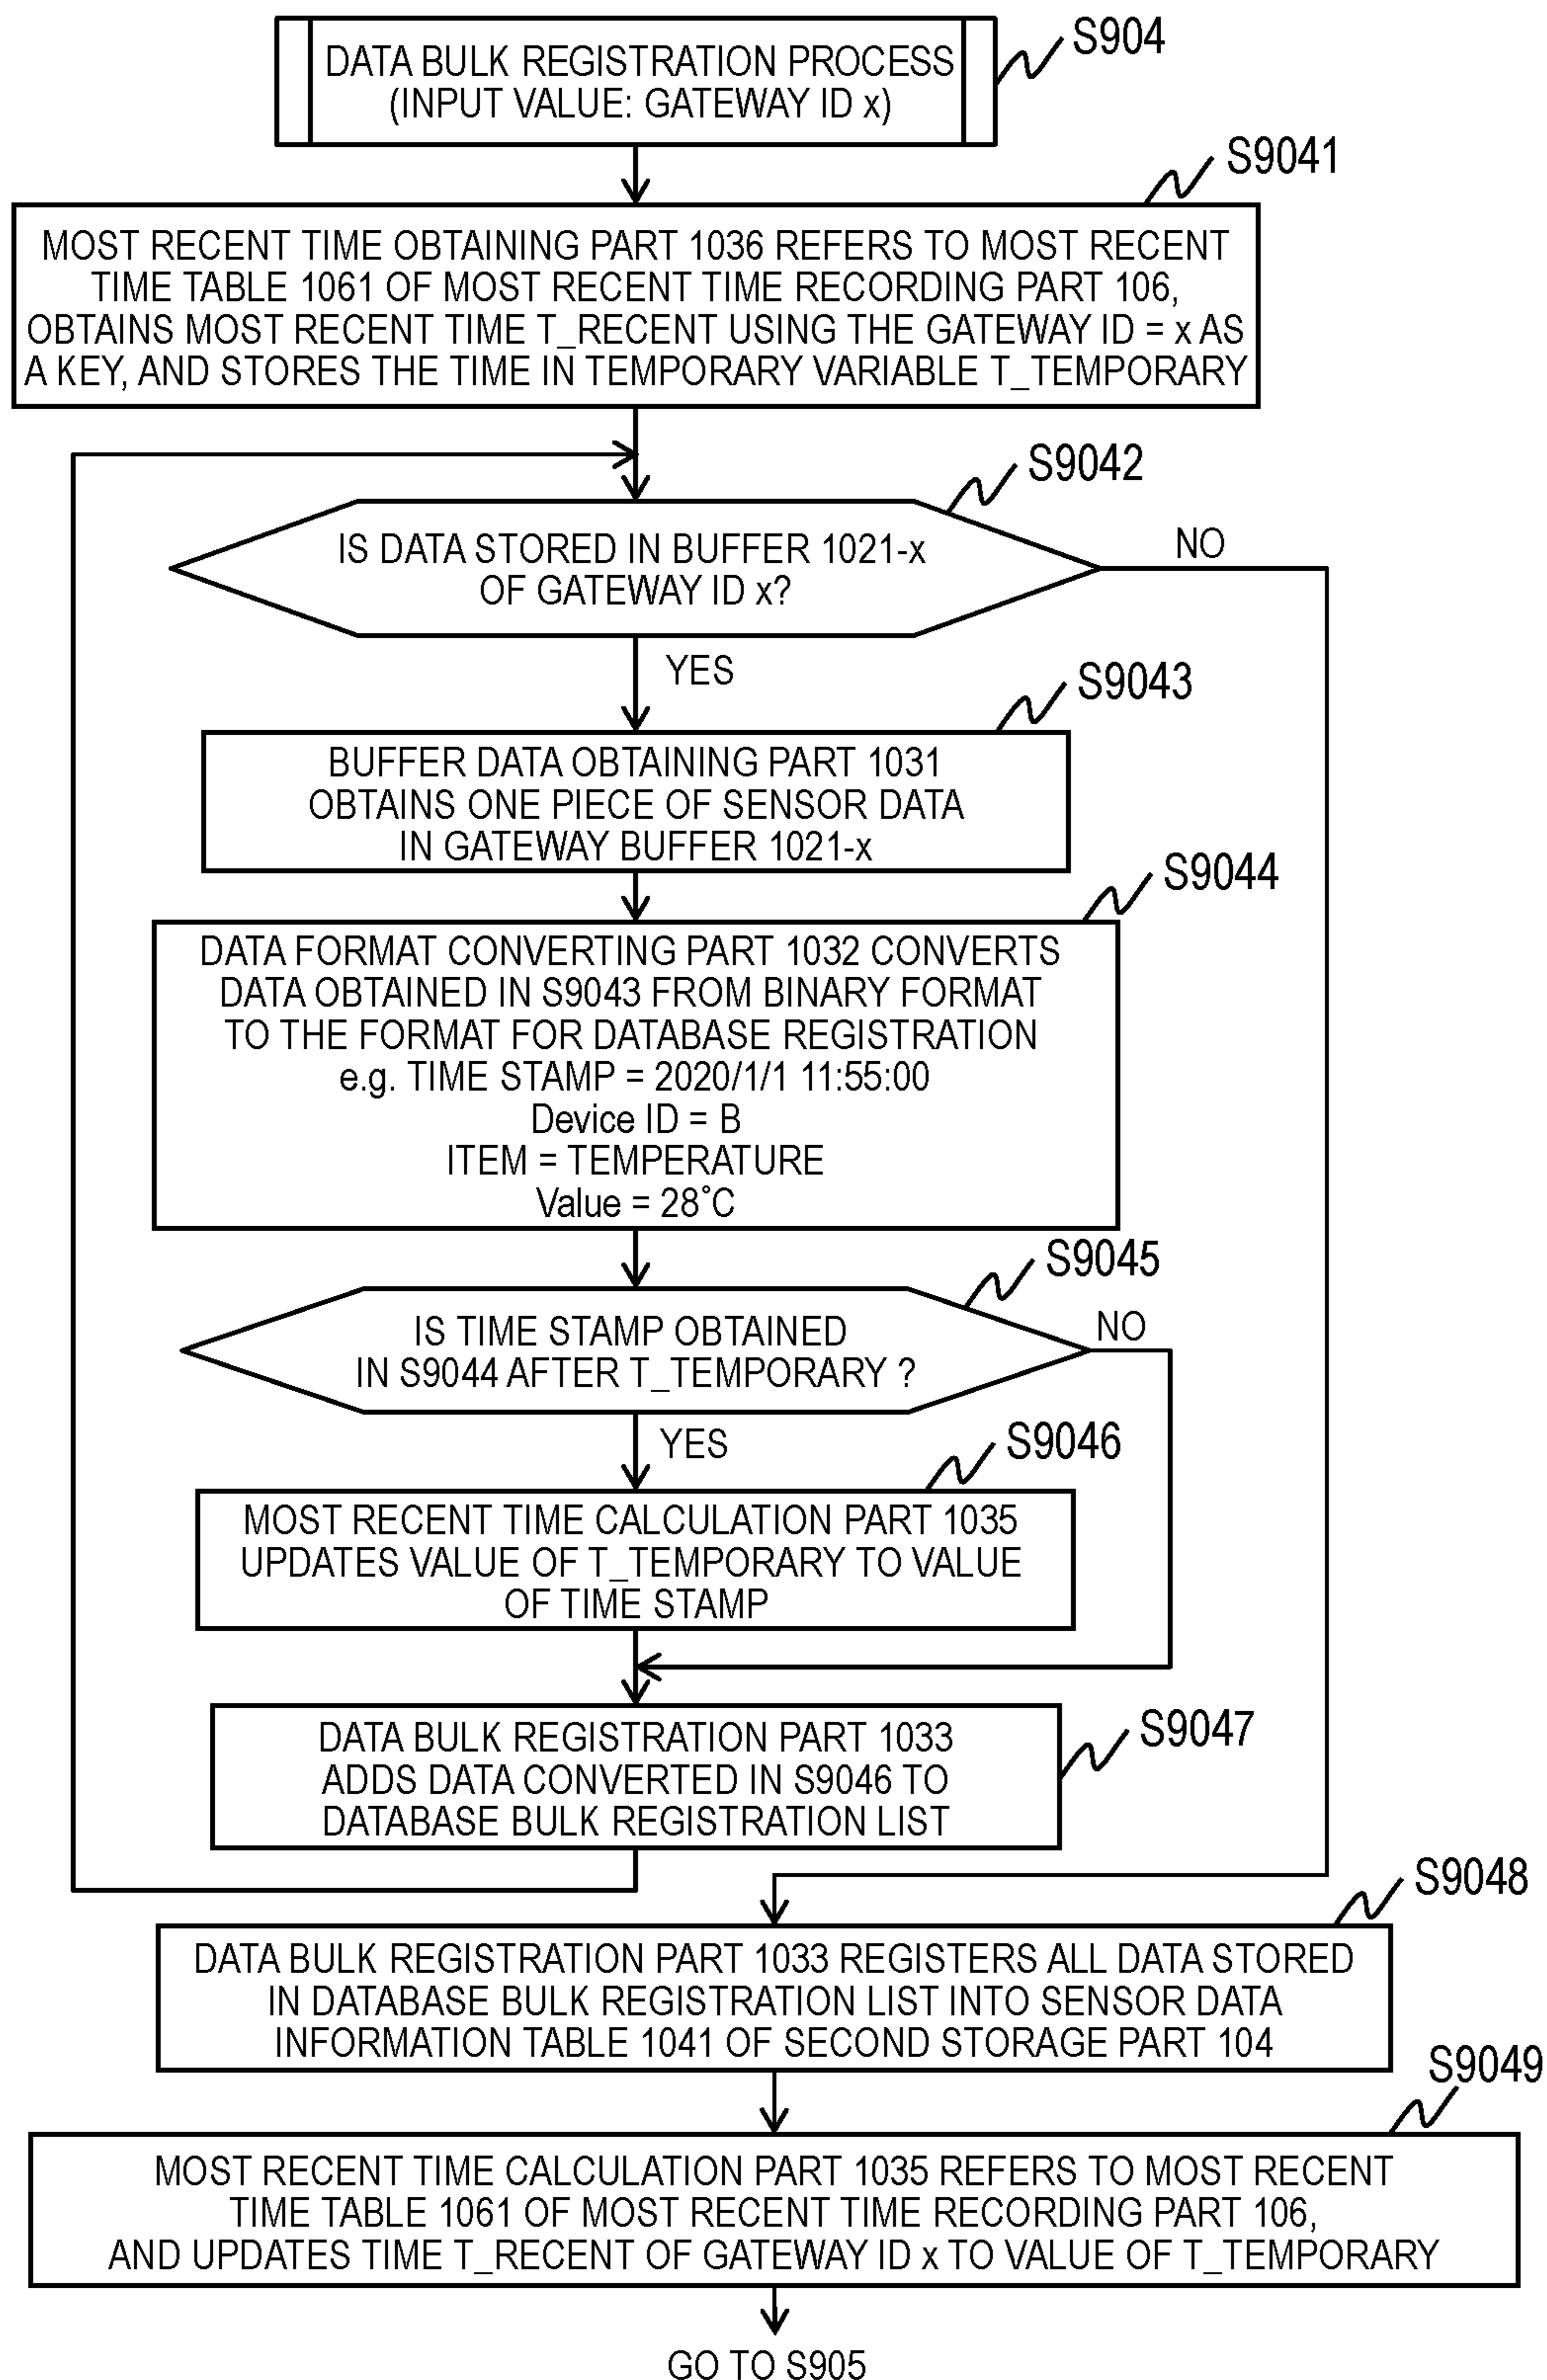 DATA BULK REGISTRATION PROCESS
(INPUT VALUE: GATEWAY ID x)
S904
S9041
MOST RECENT TIME OBTAINING PART 1036 REFERS TO MOST RECENT
TIME TABLE 1061 OF MOST RECENT TIME RECORDING PART 106,
OBTAINS MOST RECENT TIME T_RECENT USING THE GATEWAY ID = x AS
A KEY, AND STORES THE TIME IN TEMPORARY VARIABLE T_TEMPORARY
S9042
IS DATA STORED IN BUFFER 1021-x
OF GATEWAY ID x?
NO
YES
S9043
BUFFER DATA OBTAINING PART 1031
OBTAINS ONE PIECE OF SENSOR DATA
IN GATEWAY BUFFER 1021-x
S9044
DATA FORMAT CONVERTING PART 1032 CONVERTS
DATA OBTAINED IN S9043 FROM BINARY FORMAT
TO THE FORMAT FOR DATABASE REGISTRATION
e.g. TIME STAMP = 2020/1/1 11:55:00
Device ID = B
ITEM = TEMPERATURE
Value = 28˚C
S9045
IS TIME STAMP OBTAINED
IN S9044 AFTER T_TEMPORARY ?
NO
YES
S9046
MOST RECENT TIME CALCULATION PART 1035
UPDATES VALUE OF T_TEMPORARY TO VALUE
OF TIME STAMP
S9047
DATA BULK REGISTRATION PART 1033
ADDS DATA CONVERTED IN S9046 TO
DATABASE BULK REGISTRATION LIST
S9048
DATA BULK REGISTRATION PART 1033 REGISTERS ALL DATA STORED
IN DATABASE BULK REGISTRATION LIST INTO SENSOR DATA
INFORMATION TABLE 1041 OF SECOND STORAGE PART 104
S9049
MOST RECENT TIME CALCULATION PART 1035 REFERS TO MOST RECENT
TIME TABLE 1061 OF MOST RECENT TIME RECORDING PART 106,
AND UPDATES TIME T_RECENT OF GATEWAY ID x TO VALUE OF T_TEMPORARY
GO TO S905